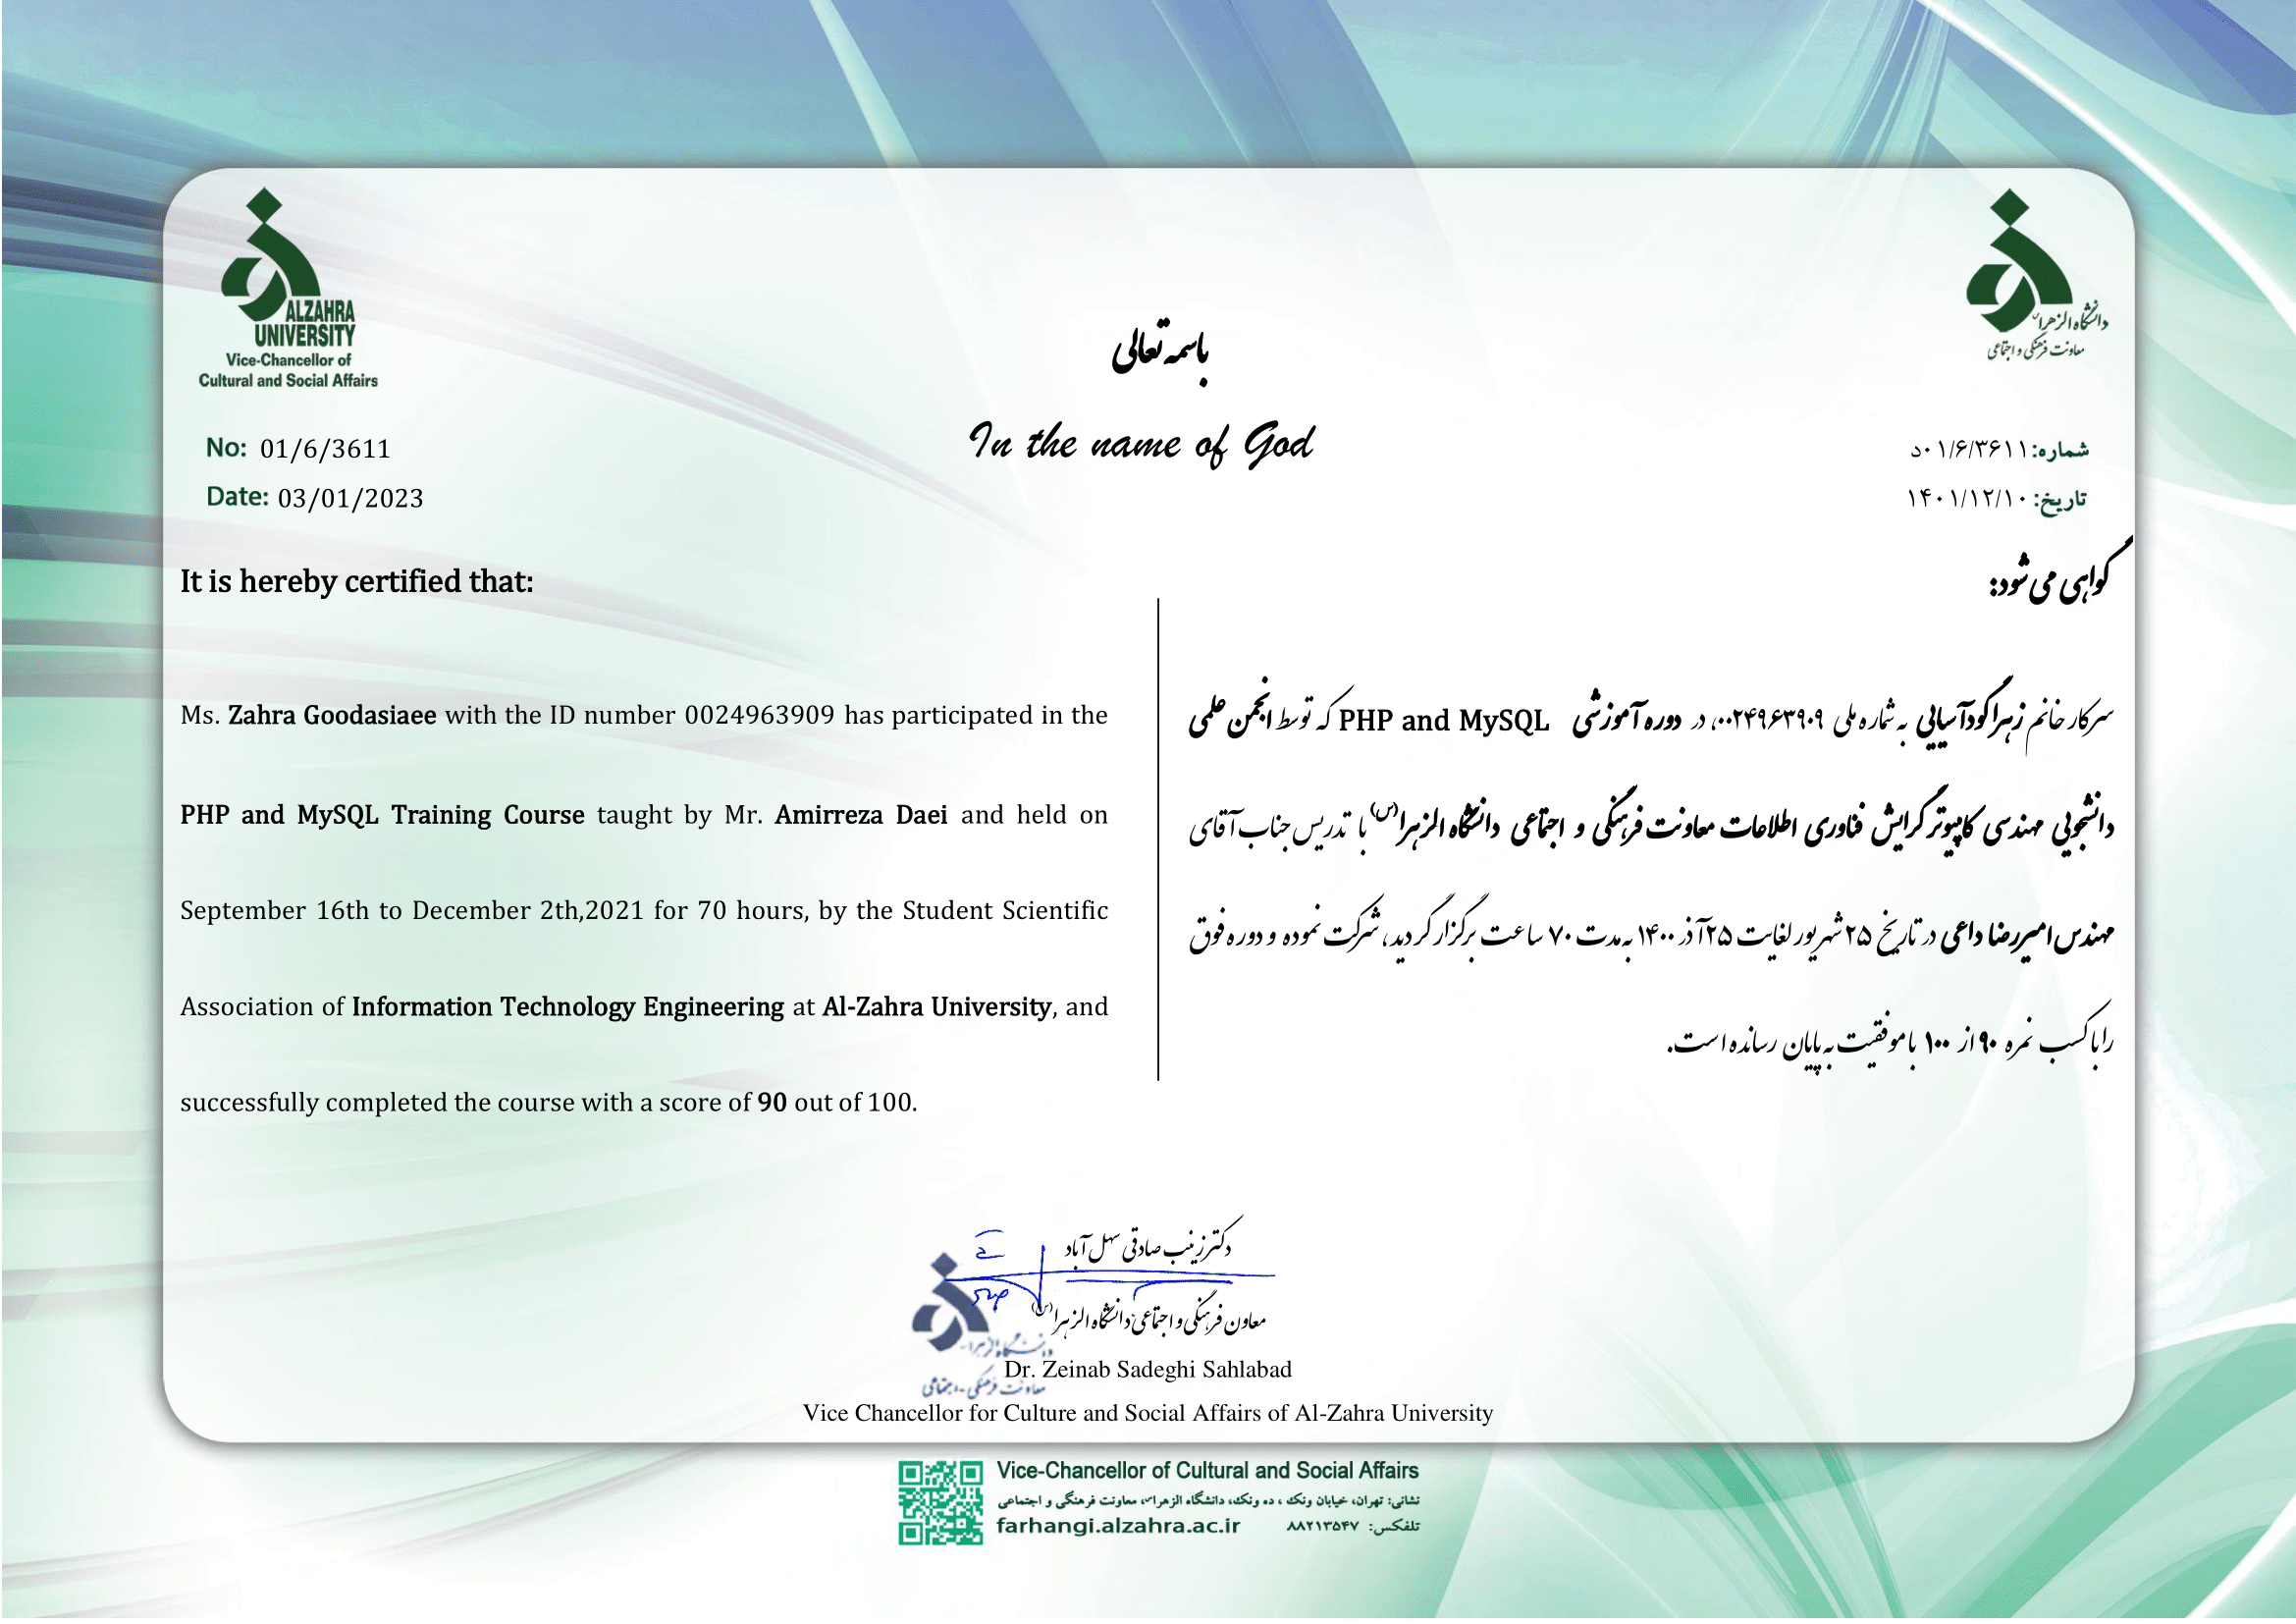 ALZAHRA
UNIVERSITY
Vice-Chancellor of
Cultural and Social Affairs
دانشگاه الزهرا(س)
معاونت فرهنگی و اجتماعی
باسمه تعالی
In the name of God
No: 01/6/3611
Date: 03/01/2023
شماره: ۰۱/۶/۳۶۱۱د
تاریخ: ۱۴۰۱/۱۲/۱۰
It is hereby certified that:
Ms. Zahra Goodasiaee with the ID number 0024963909 has participated in the
PHP and MySQL Training Course taught by Mr. Amirreza Daei and held on
September 16th to December 2th,2021 for 70 hours, by the Student Scientific
Association of Information Technology Engineering at Al-Zahra University, and
successfully completed the course with a score of 90 out of 100.
گواهی می شود:
سرکار خانم زهرا گودآسیایی به شماره ملی ۰۰۲۴۹۶۳۹۰۹، در دوره آموزشی PHP and MySQL که توسط انجمن علمی
دانشجویی مهندسی کامپیوتر گرایش فناوری اطلاعات معاونت فرهنگی و اجتماعی دانشگاه الزهرا(س) با تدریس جناب آقای
مهندس امیررضا داعی در تاریخ ۲۵ شهریور لغایت ۲۵ آذر ۱۴۰۰ به مدت ۷۰ ساعت برگزار گردید، شرکت نموده و دوره فوق
را با کسب نمره ۹۰ از ۱۰۰ با موفقیت به پایان رسانده است.
دکتر زینب صادقی سهل آباد
معاون فرهنگی و اجتماعی دانشگاه الزهرا(س)
دانشگاه الزهرا
معاونت فرهنگی - اجتماعی
Dr. Zeinab Sadeghi Sahlabad
Vice Chancellor for Culture and Social Affairs of Al-Zahra University
Vice-Chancellor of Cultural and Social Affairs
نشانی: تهران، خیابان ونک ، ده ونک، دانشگاه الزهرا(س)، معاونت فرهنگی و اجتماعی
farhangi.alzahra.ac.ir تلفکس: ۸۸۲۱۳۵۴۷